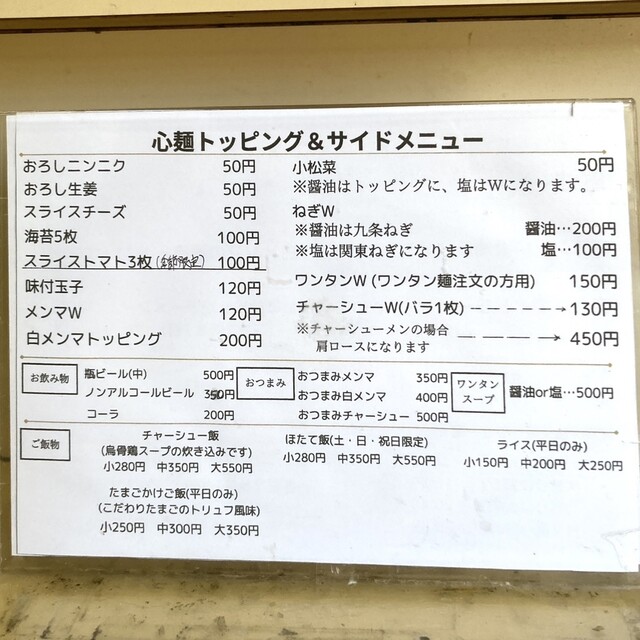 心麺トッピング＆サイドメニュー
おろしニンニク 50円
おろし生姜 50円
スライスチーズ 50円
海苔5枚 100円
スライストマト3枚 100円
味付玉子 120円
メンマW 120円
白メンマトッピング 200円
小松菜 50円
※醤油はトッピングに、塩はWになります。
ねぎW
※醤油は九条ねぎ 醤油…200円
※塩は関東ねぎになります 塩…100円
ワンタンW (ワンタン麺注文の方用) 150円
チャーシューW(バラ1枚) 130円
※チャーシューメンの場合
肩ロースになります 450円
お飲み物
瓶ビール(中) 500円
ノンアルコールビール 350円
コーラ 200円
おつまみ
おつまみメンマ 350円
おつまみ白メンマ 400円
おつまみチャーシュー 500円
ワンタン
スープ
醤油or塩…500円
ご飯物
チャーシュー飯
(烏骨鶏スープの炊き込みです)
小280円 中350円 大550円
ほたて飯(土・日・祝日限定)
小280円 中350円 大550円
ライス(平日のみ)
小150円 中200円 大250円
たまごかけご飯(平日のみ)
(こだわりたまごのトリュフ風味)
小250円 中300円 大350円